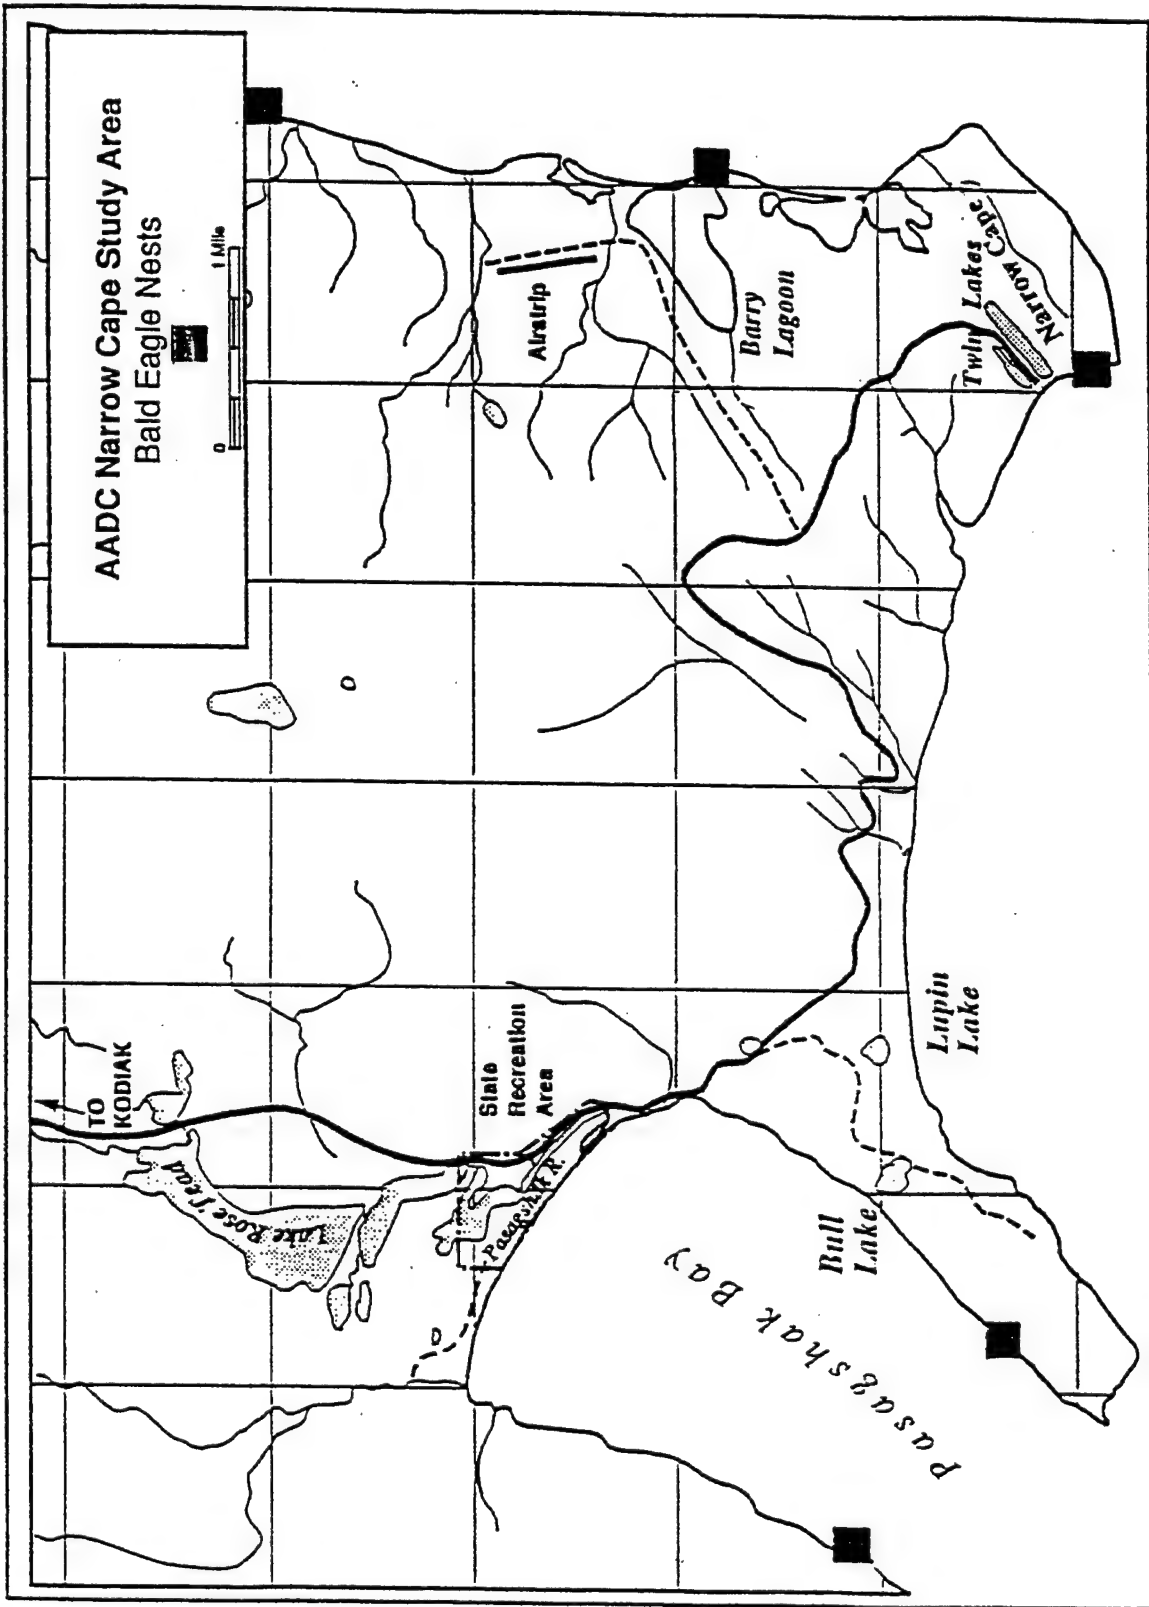 AADC Narrow Cape Study Area
Bald Eagle Nests
0 1 Mile
TO
KODIAK
Lake Rose Tead
State
Recreation
Area
Pasagshak R.
Airstrip
Barry
Lagoon
Twin Lakes
Narrow Cape
Lupin
Lake
Bull
Lake
Pasagshak Bay